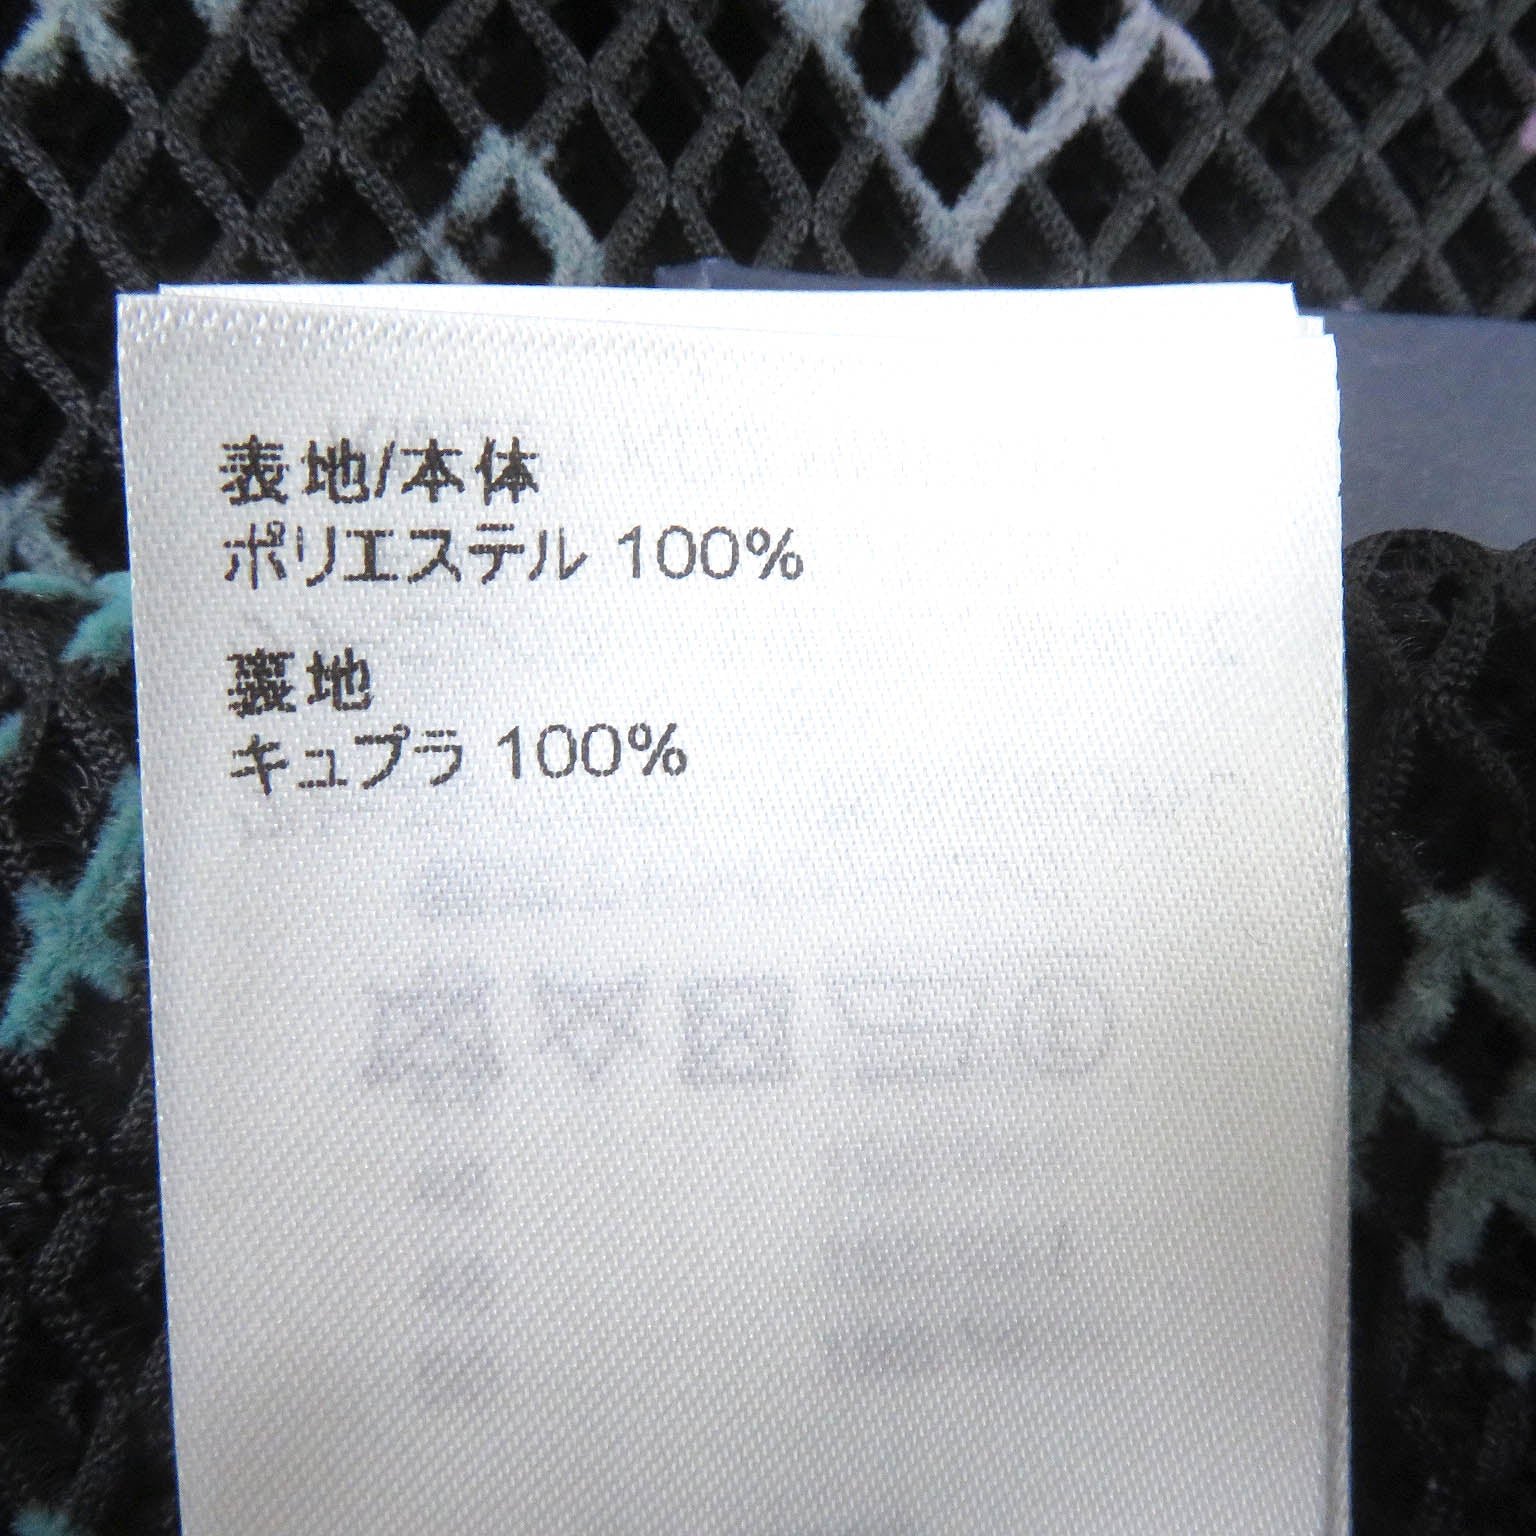 表地/本体
ポリエステル 100%
裏地
キュプラ 100%